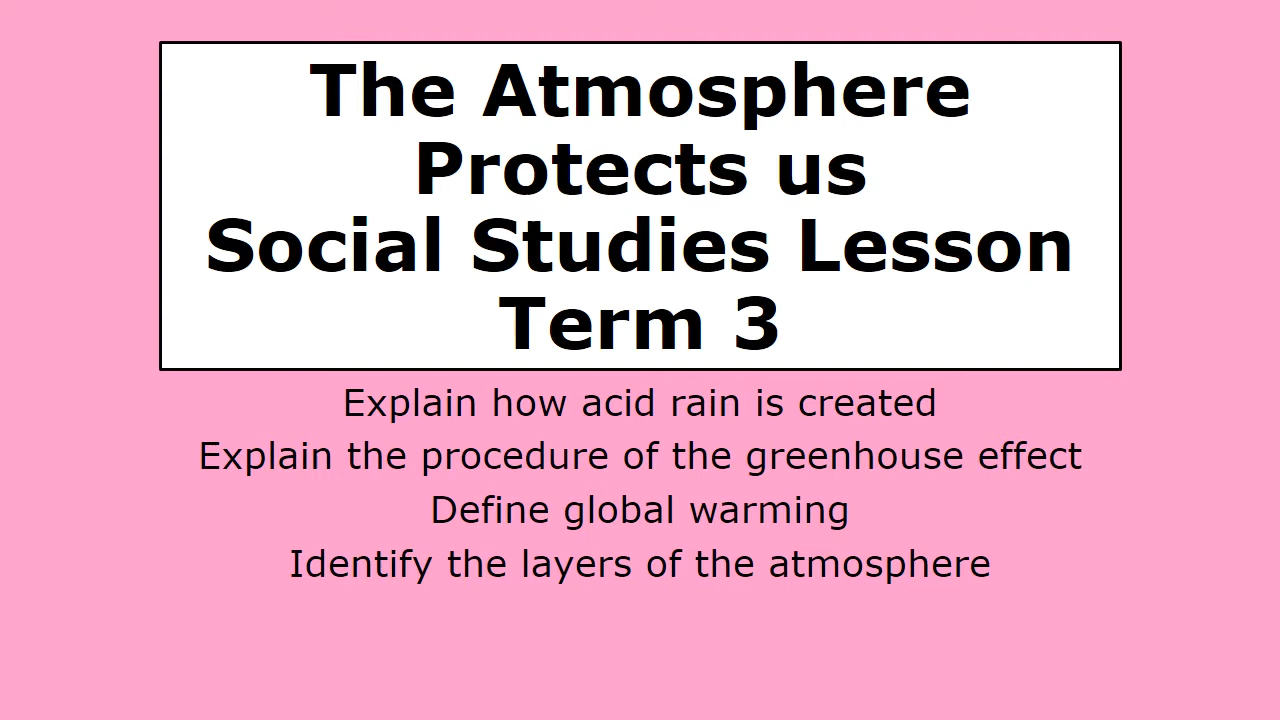 The Atmosphere
Protects us
Social Studies Lesson
Term 3
Explain how acid rain is created
Explain the procedure of the greenhouse effect
Define global warming
Identify the layers of the atmosphere